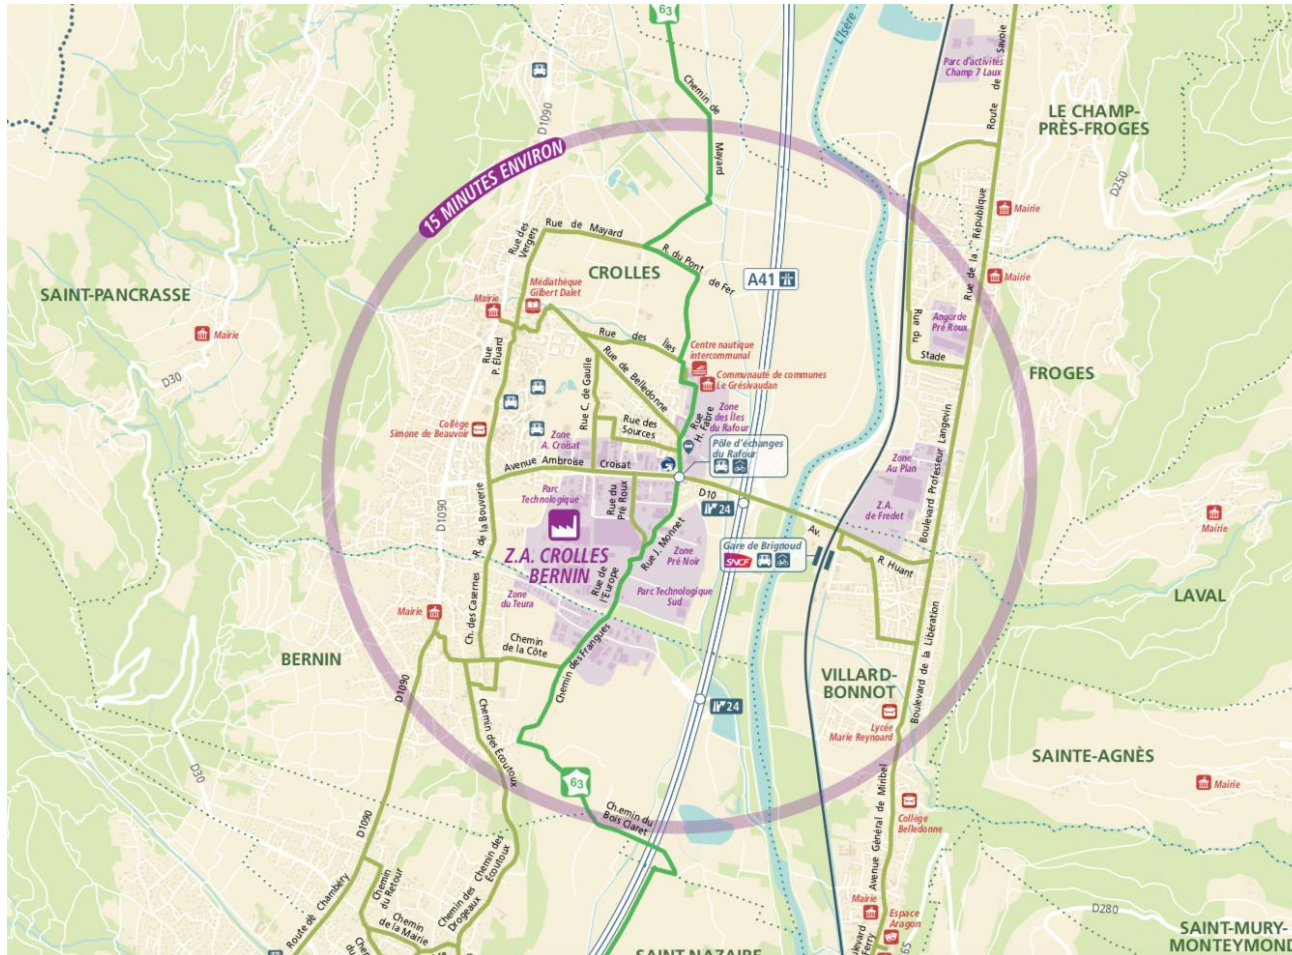 63
Chemin de
Mayard
L'Isère
Parc d'activités
Champ 7 Laux
Route de Savoie
LE CHAMP-
PRÈS-FROGES
D250
D1090
15 MINUTES ENVIRON
Mairie
Rue de la République
Rue des
Vergers
Rue de Mayard
CROLLES
R. du Pont
de Fer
A41
Mairie
SAINT-PANCRASSE
Mairie
D30
Médiathèque
Gilbert Dalet
Mairie
Rue
P. Eluard
Rue des Îles
Centre nautique
intercommunal
Communauté de communes
Le Grésivaudan
Angarde
Pré Roux
Rue du
Stade
FROGES
Rue C. de Gaulle
Rue de Belledonne
Rue des
Sources
Rue
H. Fabre
Zone
des Îles
du Rafour
Collège
Simone de Beauvoir
Zone
A. Croisat
Pôle d'échanges
du Rafour
Avenue Ambroise Croisat
Zone
Au Plan
Boulevard Professeur Langevin
Parc
Technologique
Rue du
Pré Roux
D10
24
Z.A.
de Fredet
Mairie
D1090
R. de la Bouverie
Z.A. CROLLES
BERNIN
Rue J. Monnet
Zone
Pré Noir
Av.
Gare de Brignoud
SNCF
R. Huant
Rue de
l'Europe
Zone
du Teura
Parc Technologique
Sud
LAVAL
Mairie
Ch. des Casernes
Chemin
de la Côte
Chemin des Frangues
Boulevard de la Libération
BERNIN
D1090
VILLARD-
BONNOT
24
Lycée
Marie Reynoard
Chemin des Écoutoux
SAINTE-AGNÈS
Mairie
D30
63
Ch.emin du
Bois Claret
Avenue Général de Miribel
Collège
Belledonne
D1090
Chemin des
Écoutoux
Chemin
du Retour
Chemin des
Drogeaux
Route de Chambéry
Chemin
de la Mairie
Mairie
Espace
Aragon
D280
SAINT-MURY-
MONTEYMOND
SAINT-NAZAIRE